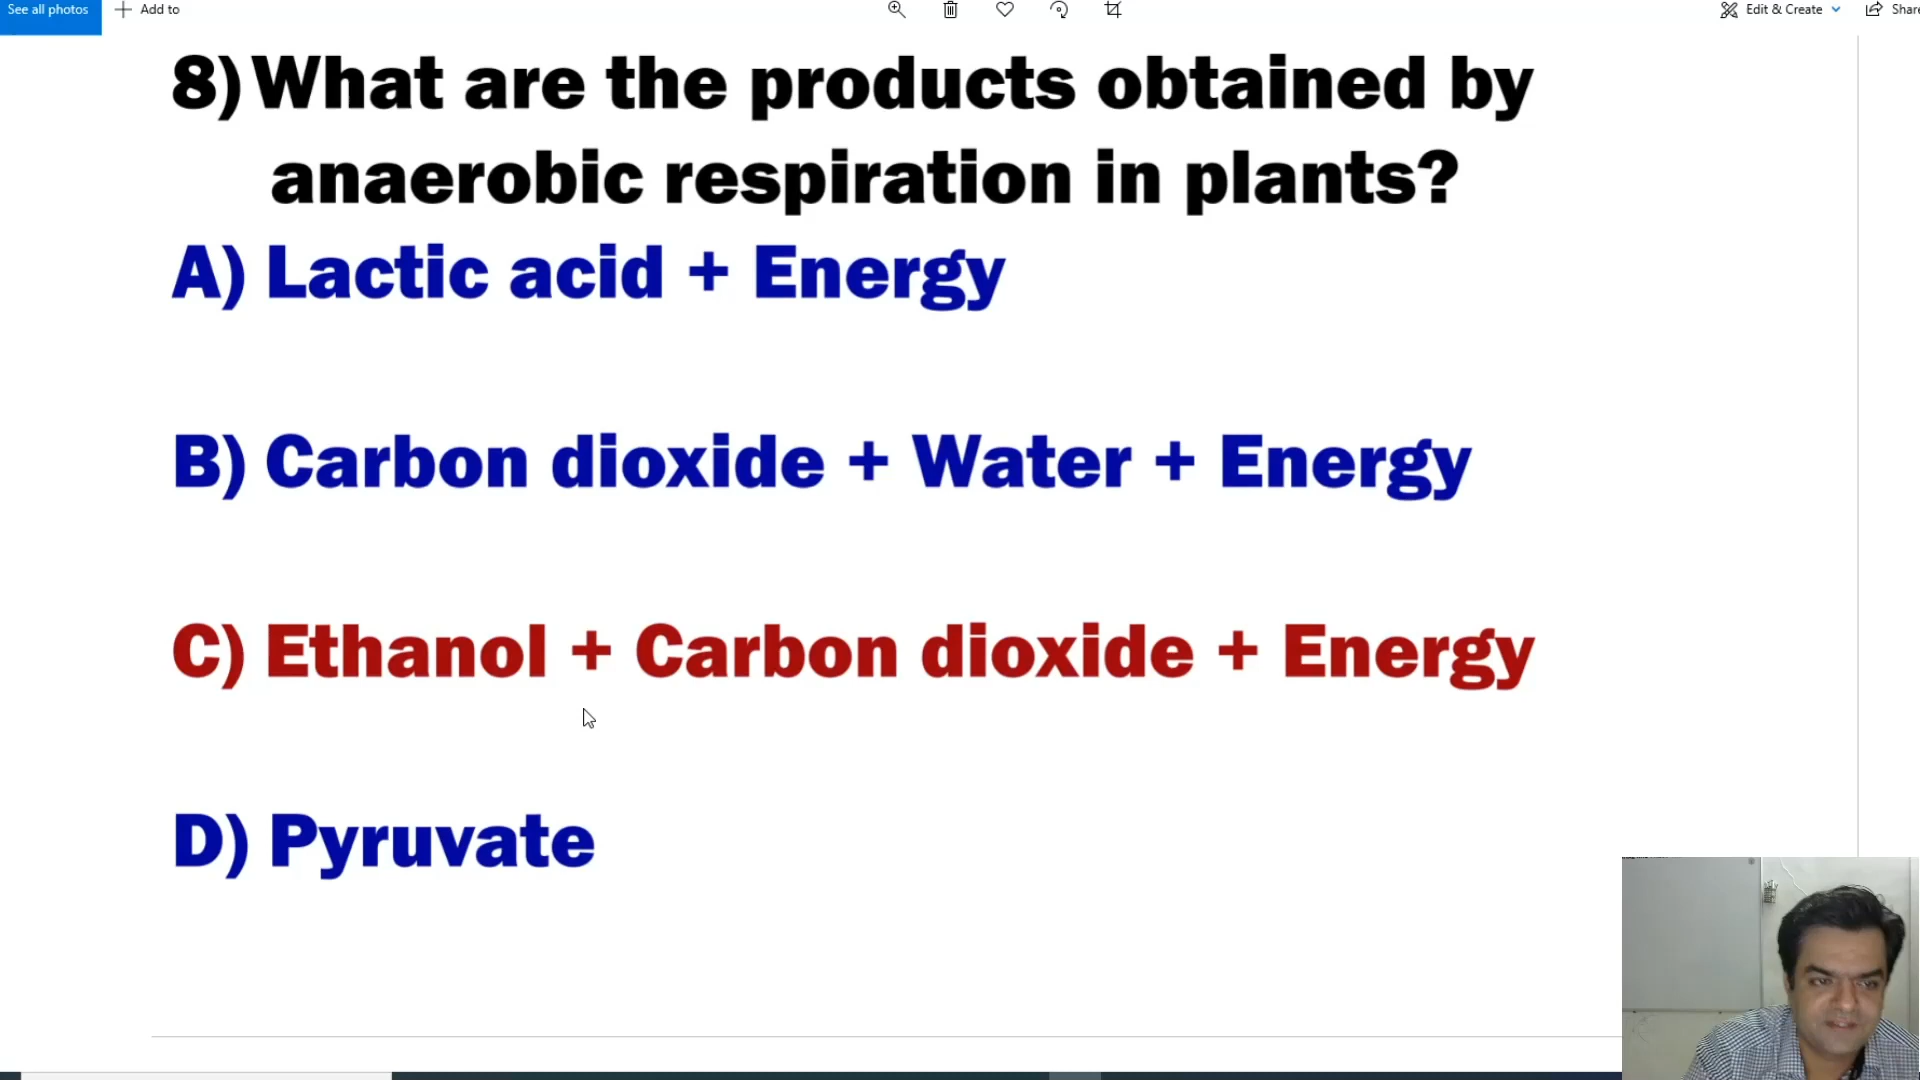 See all photos
Add to
Edit & Create
Share
8) What are the products obtained by
anaerobic respiration in plants?
A) Lactic acid + Energy
B) Carbon dioxide + Water + Energy
C) Ethanol + Carbon dioxide + Energy
D) Pyruvate